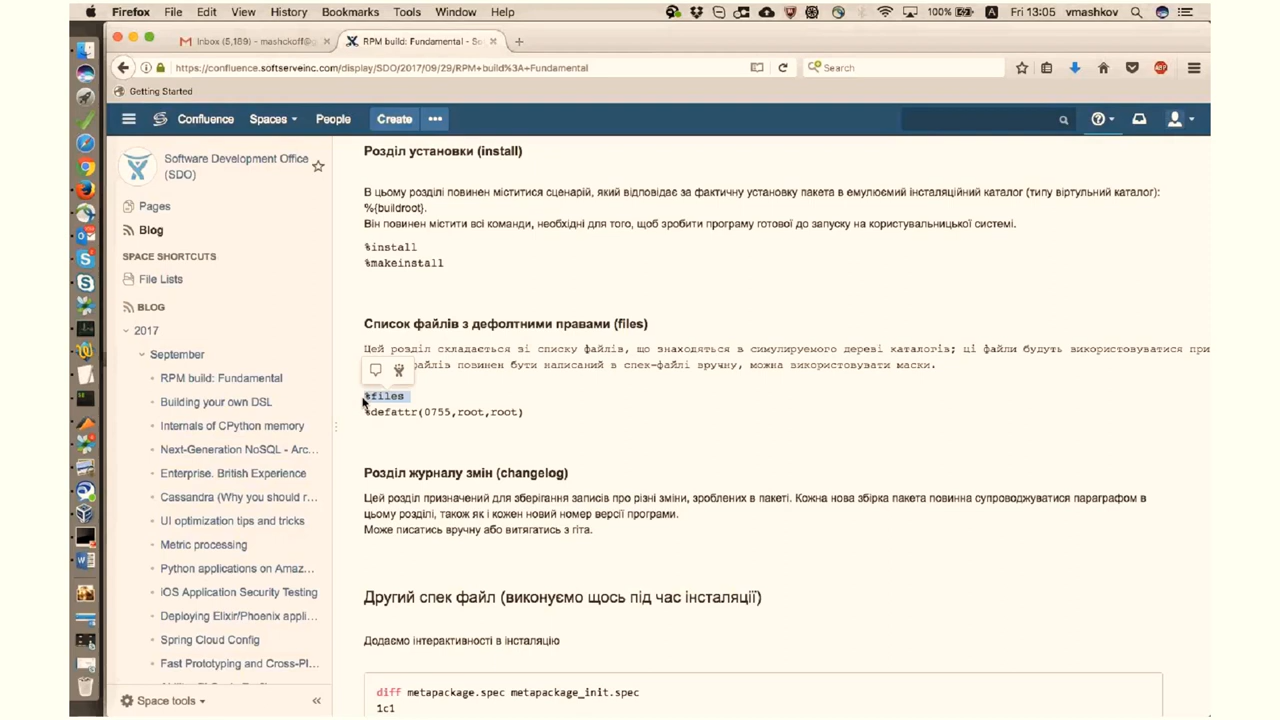 Firefox File Edit View History Bookmarks Tools Window Help 100% Fri 13:05 vmashkov
Inbox (5,189) - mashckoff@g
RPM build: Fundamental - So
https://confluence.softserveinc.com/display/SDO/2017/09/29/RPM+build%3A+Fundamental
Search
Getting Started
Confluence Spaces People Create
Software Development Office
(SDO)
Pages
Blog
SPACE SHORTCUTS
File Lists
BLOG
2017
September
RPM build: Fundamental
Building your own DSL
Internals of CPython memory
Next-Generation NoSQL - Arc...
Enterprise. British Experience
Cassandra (Why you should r...
UI optimization tips and tricks
Metric processing
Python applications on Amaz...
iOS Application Security Testing
Deploying Elixir/Phoenix appli...
Spring Cloud Config
Fast Prototyping and Cross-Pl...
Space tools
Розділ установки (install)
В цьому розділі повинен міститися сценарій, який відповідає за фактичну установку пакета в емулюємий інсталяційний каталог (типу віртульний каталог):
%{buildroot}.
Він повинен містити всі команди, необхідні для того, щоб зробити програму готової до запуску на користувальницької системі.
%install
%makeinstall
Список файлів з дефолтними правами (files)
Цей розділ складається зі списку файлів, що знаходяться в симулируемого дереві каталогів; ці файли будуть використовуватися при
файлів повинен бути написаний в спек-файлі вручну, можна використовувати маски.
%files
%defattr(0755,root,root)
Розділ журналу змін (changelog)
Цей розділ призначений для зберігання записів про різні зміни, зроблених в пакеті. Кожна нова збірка пакета повинна супроводжуватися параграфом в
цьому розділі, також як і кожен новий номер версії програми.
Може писатись вручну або витягатись з гіта.
Другий спек файл (виконуємо щось під час інсталяції)
Додаємо інтерактивності в інсталяцію
diff metapackage.spec metapackage_init.spec
1c1